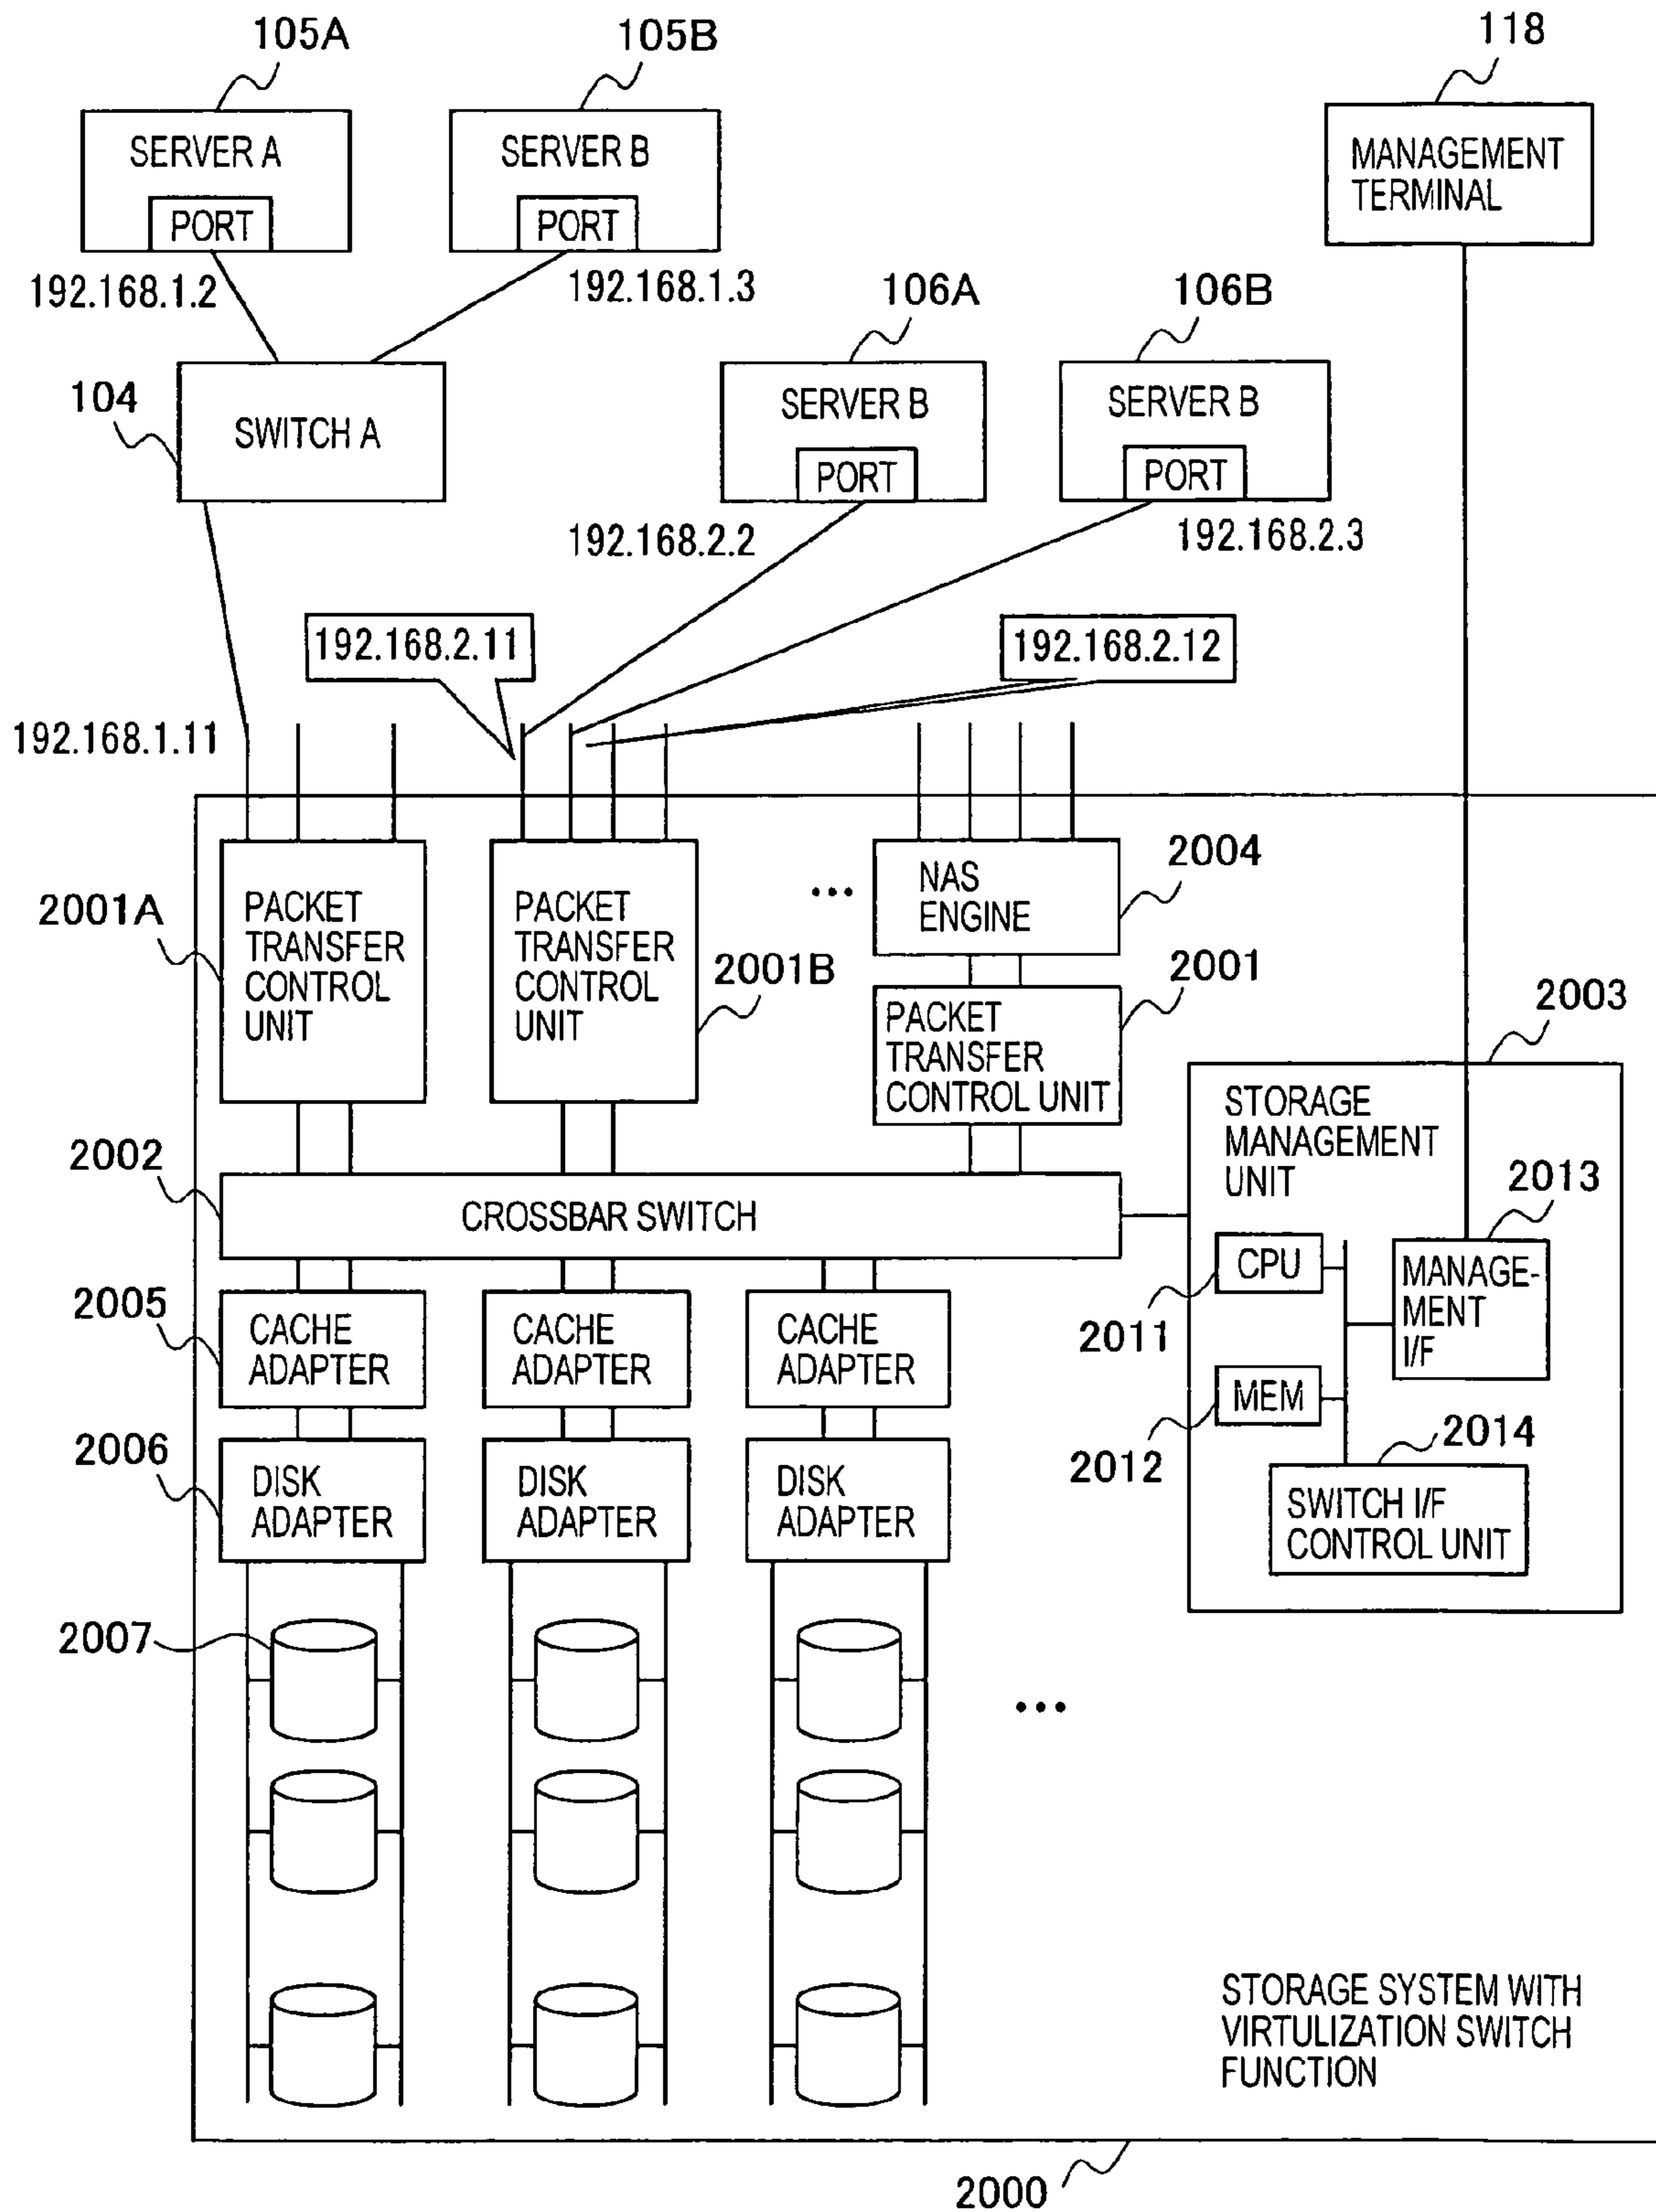 105A
105B
118
SERVER A
PORT
SERVER B
PORT
MANAGEMENT
TERMINAL
192.168.1.2
192.168.1.3
106A
106B
104
SWITCH A
SERVER B
PORT
SERVER B
PORT
192.168.2.2
192.168.2.3
192.168.2.11
192.168.2.12
192.168.1.11
2001A
PACKET
TRANSFER
CONTROL
UNIT
PACKET
TRANSFER
CONTROL
UNIT
2001B
...
NAS
ENGINE
2004
2001
PACKET
TRANSFER
CONTROL UNIT
2003
2002
CROSSBAR SWITCH
STORAGE
MANAGEMENT
UNIT
2013
CPU
2011
MANAGE-
MENT
I/F
MEM
2012
2014
SWITCH I/F
CONTROL UNIT
2005
CACHE
ADAPTER
CACHE
ADAPTER
CACHE
ADAPTER
2006
DISK
ADAPTER
DISK
ADAPTER
DISK
ADAPTER
2007
...
STORAGE SYSTEM WITH
VIRTULIZATION SWITCH
FUNCTION
2000